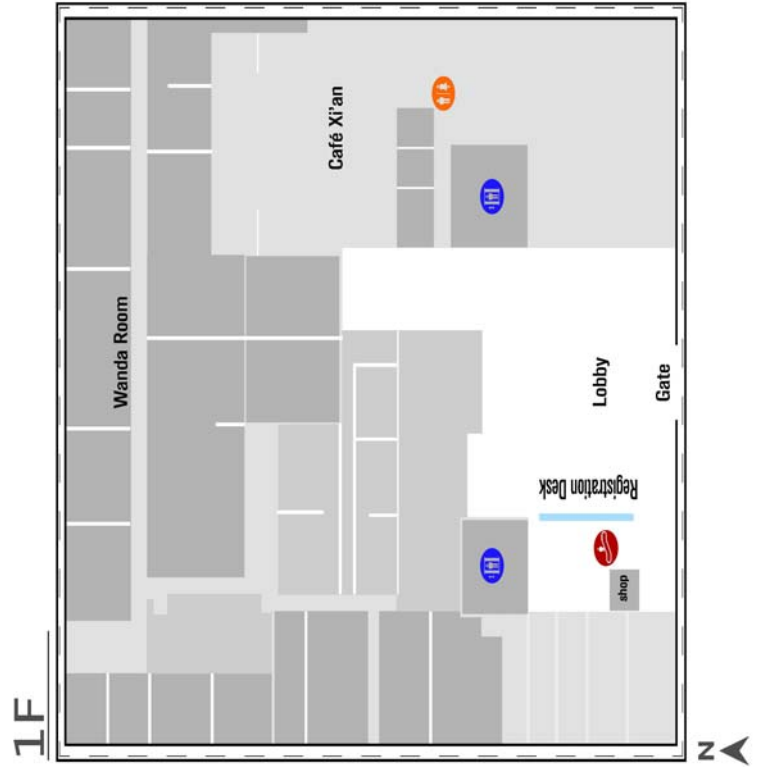 1F
Wanda Room
Café Xi'an
Lobby
Gate
Registration Desk
shop
N